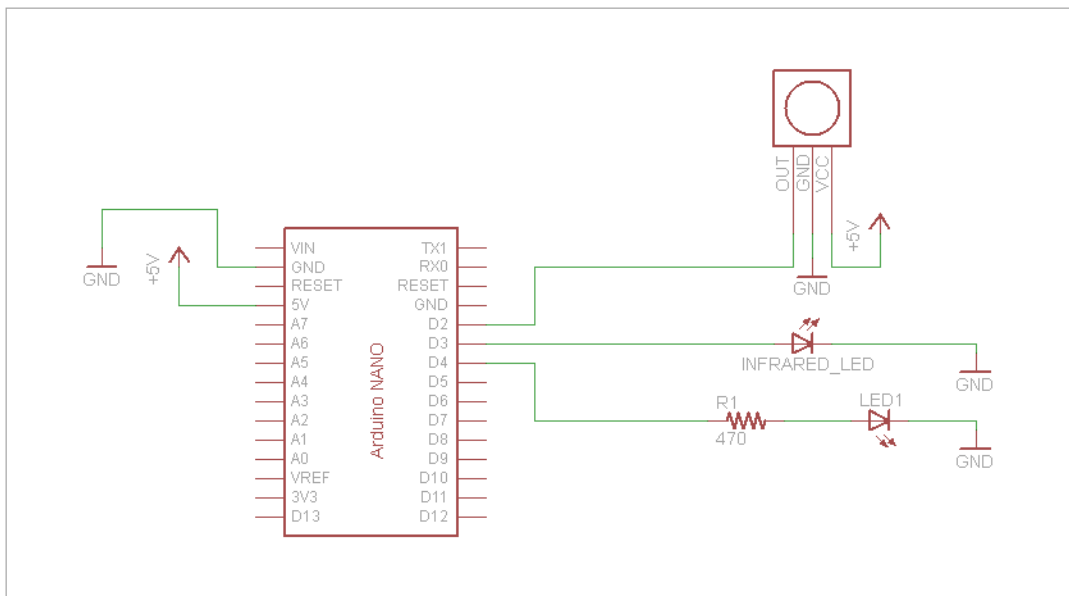 OUT
GND
VCC
+5V
GND
GND
+5V
VIN
GND
RESET
5V
A7
A6
A5
A4
A3
A2
A1
A0
VREF
3V3
D13
Arduino NANO
TX1
RX0
RESET
GND
D2
D3
D4
D5
D6
D7
D8
D9
D10
D11
D12
INFRARED_LED
GND
R1
470
LED1
GND